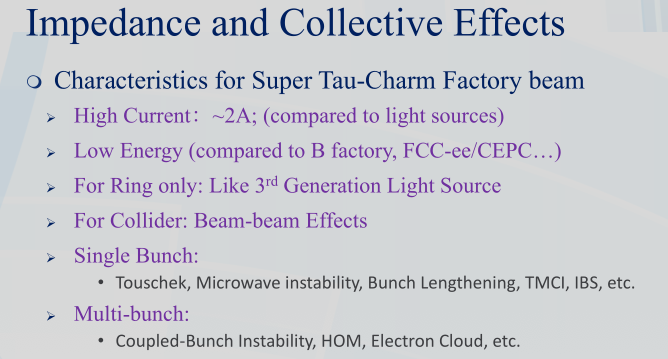 Impedance and Collective Effects
Characteristics for Super Tau-Charm Factory beam
High Current： ~2A; (compared to light sources)
Low Energy (compared to B factory, FCC-ee/CEPC…)
For Ring only: Like 3rd Generation Light Source
For Collider: Beam-beam Effects
Single Bunch:
• Touschek, Microwave instability, Bunch Lengthening, TMCI, IBS, etc.
Multi-bunch:
• Coupled-Bunch Instability, HOM, Electron Cloud, etc.